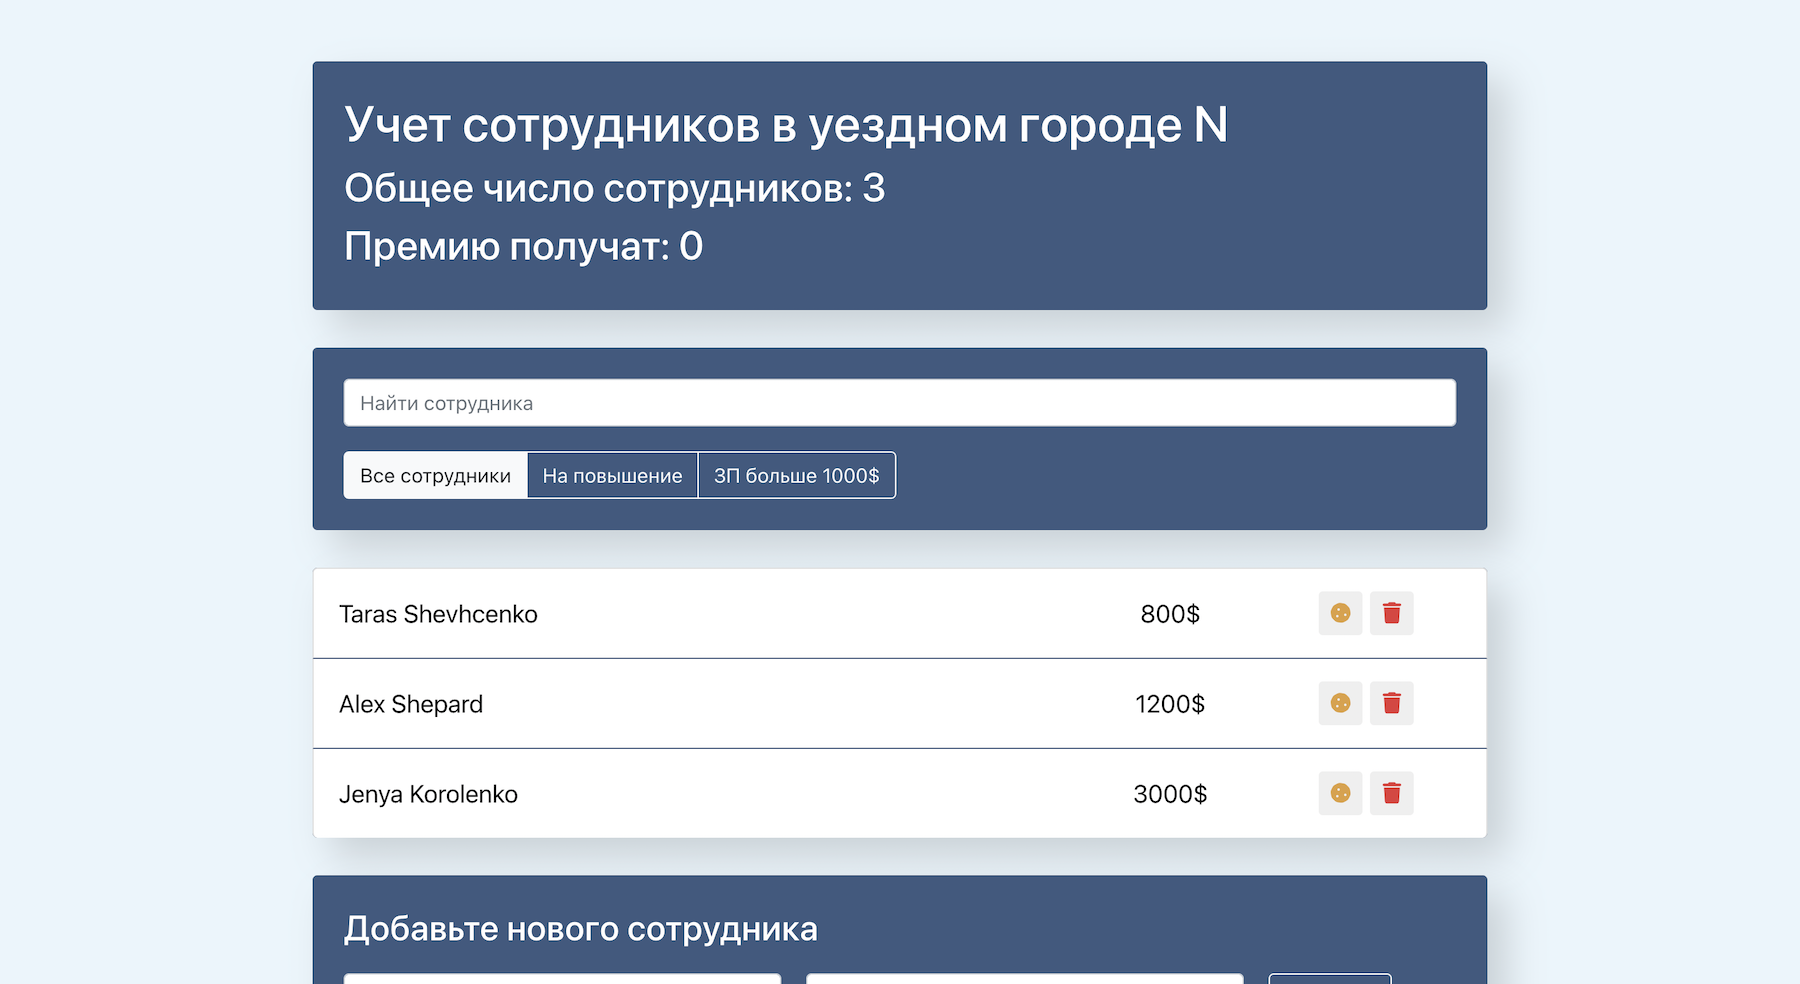 Учет сотрудников в уездном городе N
Общее число сотрудников: 3
Премию получат: 0
Найти сотрудника
Все сотрудники На повышение ЗП больше 1000$
Taras Shevhcenko 800$
Alex Shepard 1200$
Jenya Korolenko 3000$
Добавьте нового сотрудника